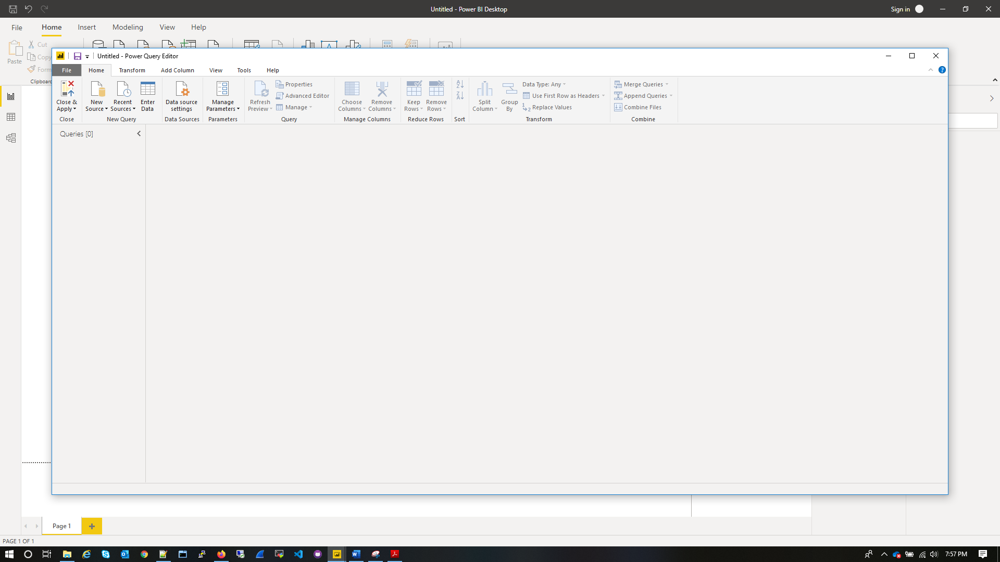 Untitled - Power BI Desktop
Sign in
File Home Insert Modeling View Help
Paste
Cut
Copy
Form
Clipboard
Untitled - Power Query Editor
File Home Transform Add Column View Tools Help
Close & Apply
New Source
Recent Sources
Enter Data
Data source settings
Manage Parameters
Refresh Preview
Properties
Advanced Editor
Manage
Choose Columns
Remove Columns
Keep Rows
Remove Rows
Split Column
Group By
Data Type: Any
Use First Row as Headers
Replace Values
Merge Queries
Append Queries
Combine Files
Close
New Query
Data Sources
Parameters
Query
Manage Columns
Reduce Rows
Sort
Transform
Combine
Queries [0]
Page 1
PAGE 1 OF 1
7:57 PM